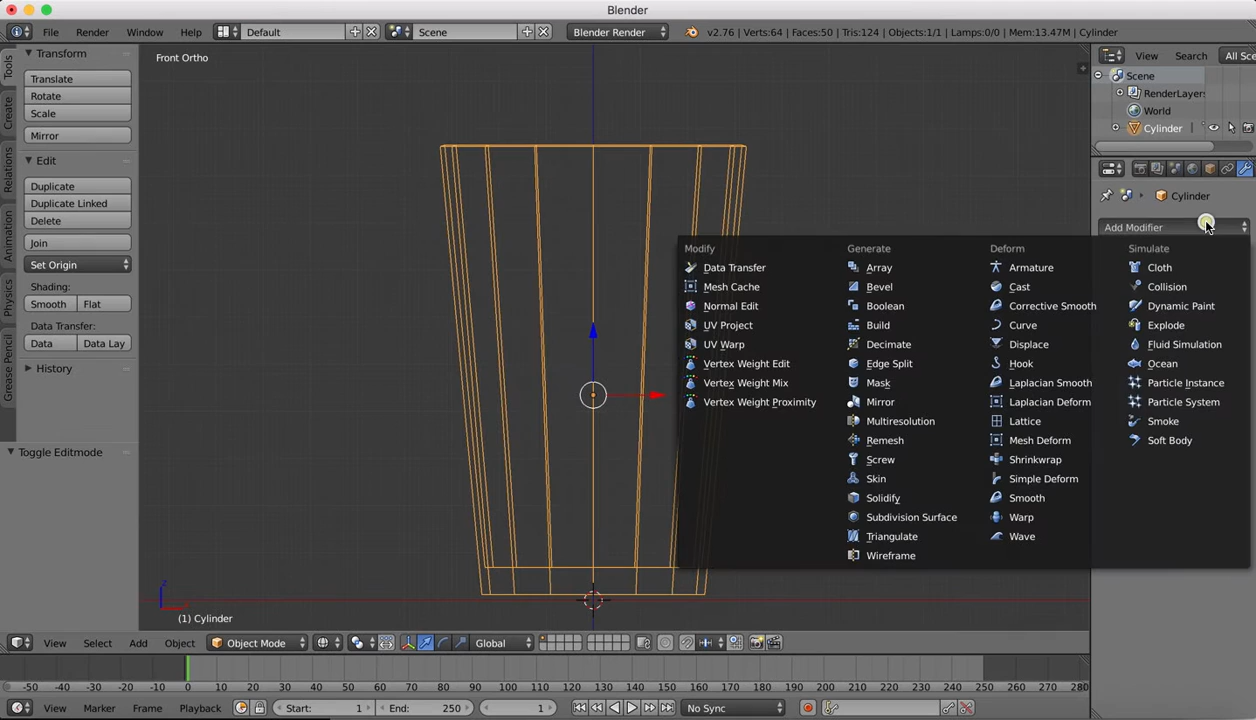 Blender
File
Render
Window
Help
Default
Scene
Blender Render
v2.76 | Verts:64 | Faces:50 | Tris:124 | Objects:1/1 | Lamps:0/0 | Mem:13.47M | Cylinder
Tools
Create
Relations
Animation
Physics
Grease Pencil
Transform
Translate
Rotate
Scale
Mirror
Edit
Duplicate
Duplicate Linked
Delete
Join
Set Origin
Shading:
Smooth
Flat
Data Transfer:
Data
Data Lay
History
Toggle Editmode
Front Ortho
z
(1) Cylinder
View
Search
All Sce
Scene
RenderLayers
World
Cylinder
Cylinder
Add Modifier
Modify
Data Transfer
Mesh Cache
Normal Edit
UV Project
UV Warp
Vertex Weight Edit
Vertex Weight Mix
Vertex Weight Proximity
Generate
Array
Bevel
Boolean
Build
Decimate
Edge Split
Mask
Mirror
Multiresolution
Remesh
Screw
Skin
Solidify
Subdivision Surface
Triangulate
Wireframe
Deform
Armature
Cast
Corrective Smooth
Curve
Displace
Hook
Laplacian Smooth
Laplacian Deform
Lattice
Mesh Deform
Shrinkwrap
Simple Deform
Smooth
Warp
Wave
Simulate
Cloth
Collision
Dynamic Paint
Explode
Fluid Simulation
Ocean
Particle Instance
Particle System
Smoke
Soft Body
View
Select
Add
Object
Object Mode
Global
-50 -40 -30 -20 -10 0 10 20 30 40 50 60 70 80 90 100 110 120 130 140 150 160 170 180 190 200 210 220 230 240 250 260 270 280
View
Marker
Frame
Playback
Start: 1
End: 250
1
No Sync